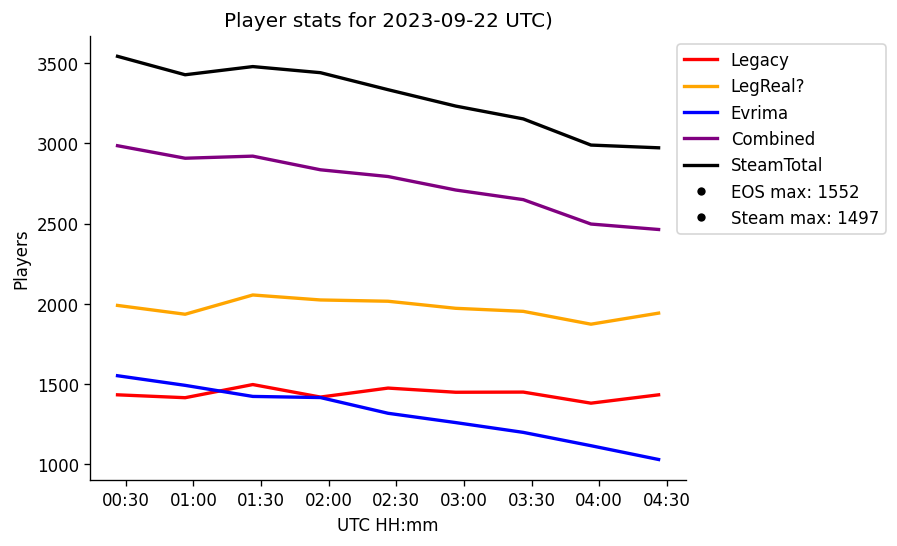 Player stats for 2023-09-22 UTC)
3500
3000
2500
2000
1500
1000
Players
00:30 01:00 01:30 02:00 02:30 03:00 03:30 04:00 04:30
UTC HH:mm
Legacy
LegReal?
Evrima
Combined
SteamTotal
EOS max: 1552
Steam max: 1497